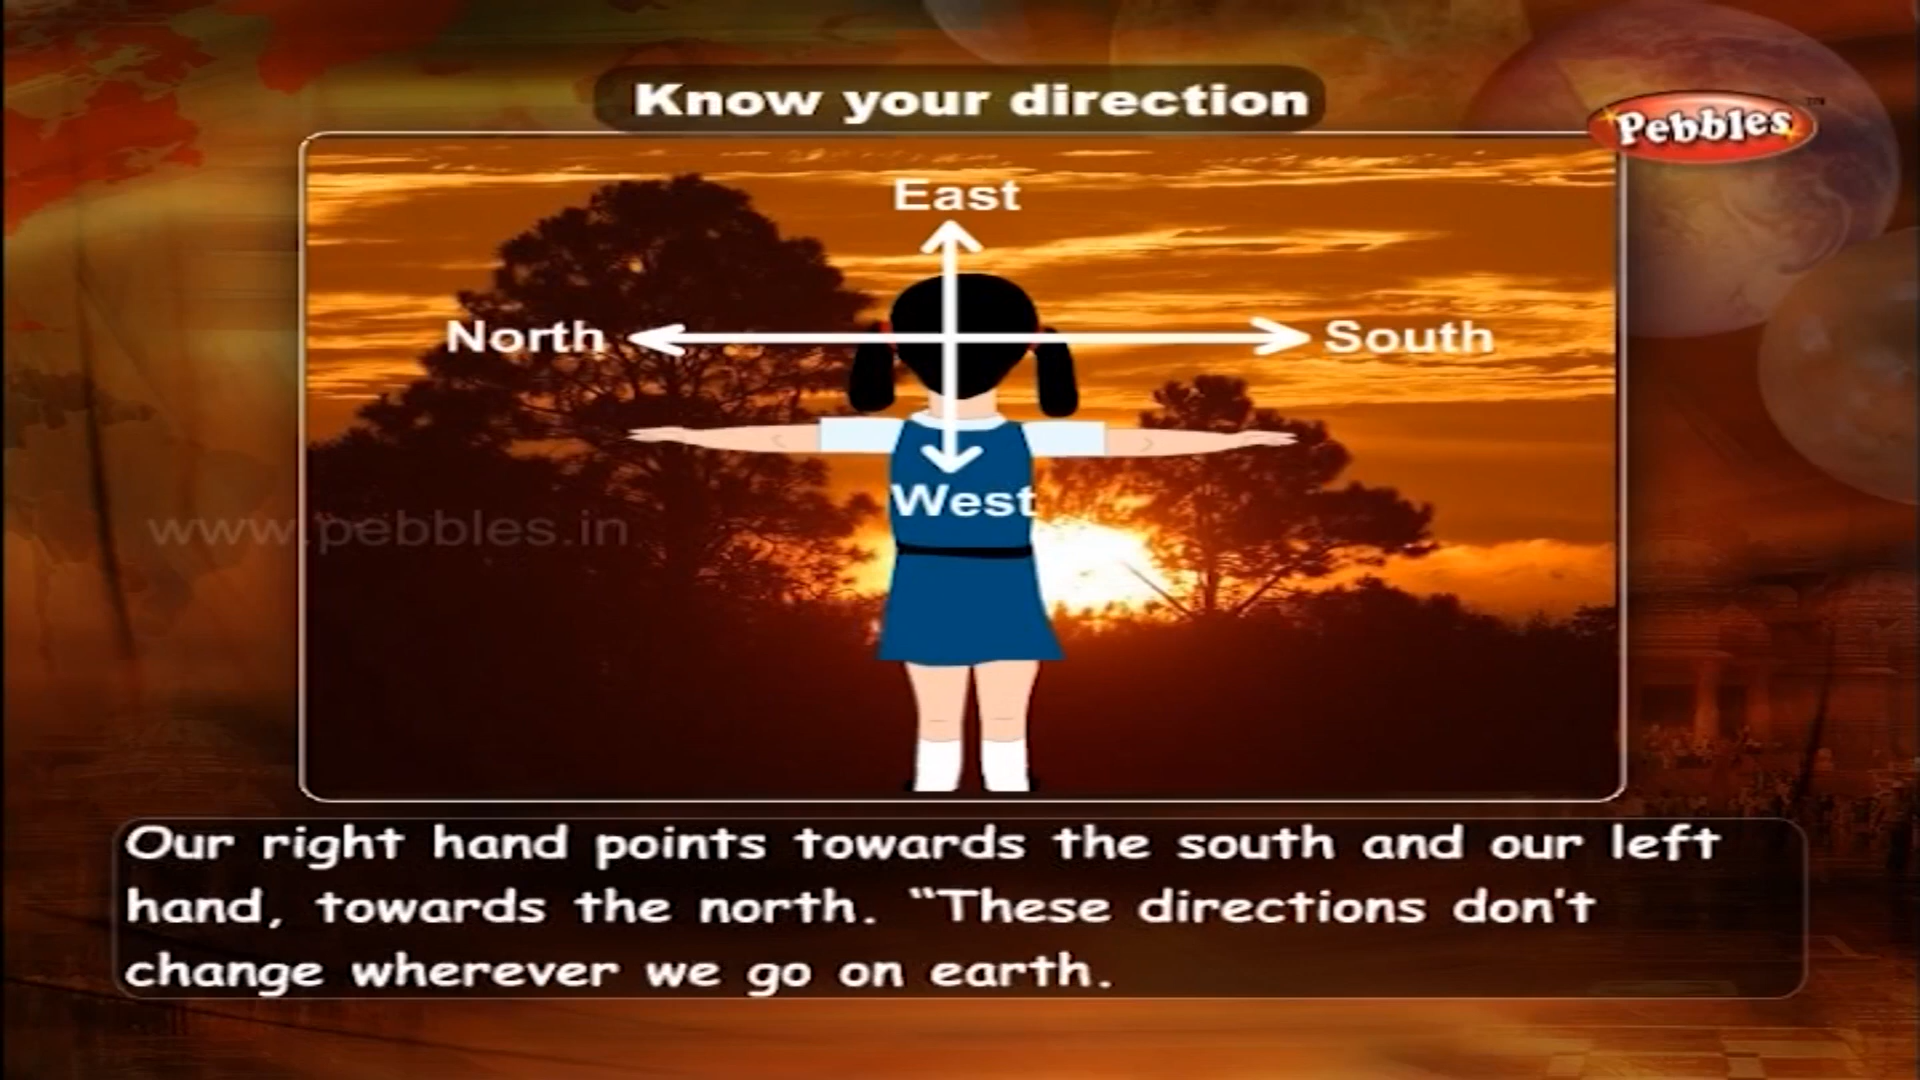 Know your direction
Pebbles
East
North
South
West
www.pebbles.in
Our right hand points towards the south and our left
hand, towards the north. “These directions don't
change wherever we go on earth.